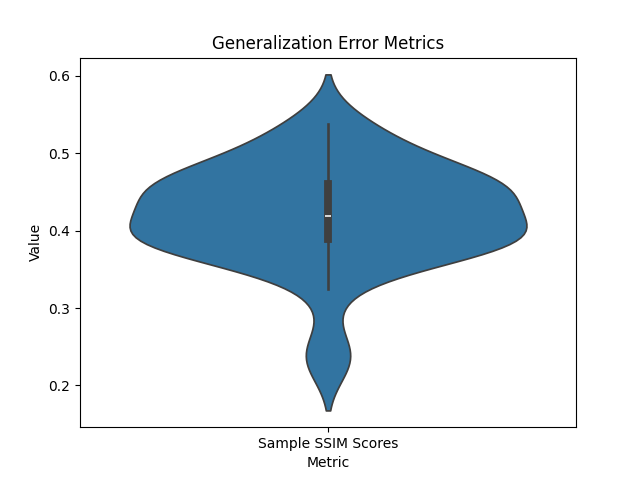 Generalization Error Metrics
0.6
0.5
0.4
0.3
0.2
Value
Sample SSIM Scores
Metric